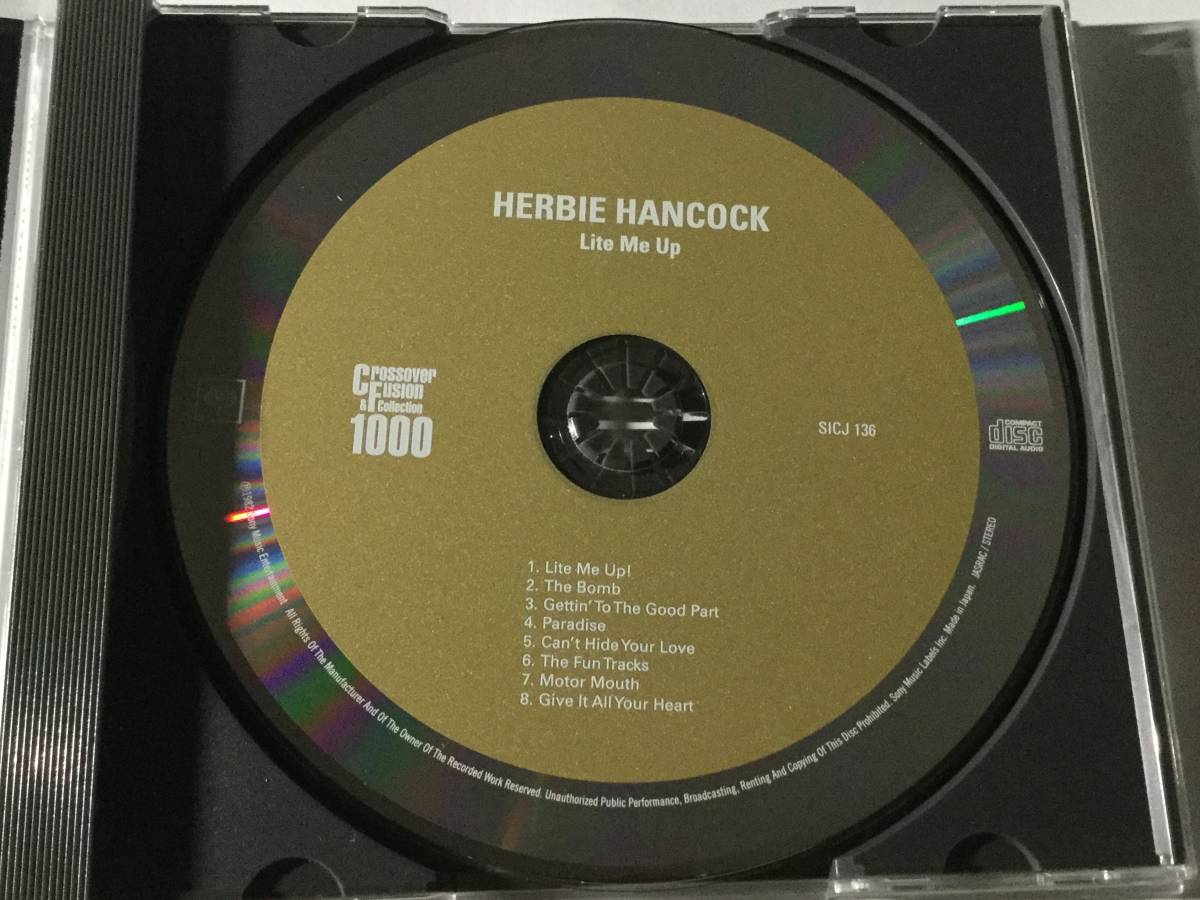 HERBIE HANCOCK
Lite Me Up
Crossover
Fusion
& Collection
1000
SICJ 136
COMPACT
disc
DIGITAL AUDIO
1. Lite Me Up!
2. The Bomb
3. Gettin' To The Good Part
4. Paradise
5. Can't Hide Your Love
6. The Fun Tracks
7. Motor Mouth
8. Give It All Your Heart
℗1982 Sony Music Entertainment All Rights Of The Manufacturer And Of The Owner Of The Recorded Work Reserved. Unauthorized Public Performance, Broadcasting, Renting And Copying Of This Disc Prohibited. Sony Music Labels Inc. Made in Japan. JASRAC / STEREO